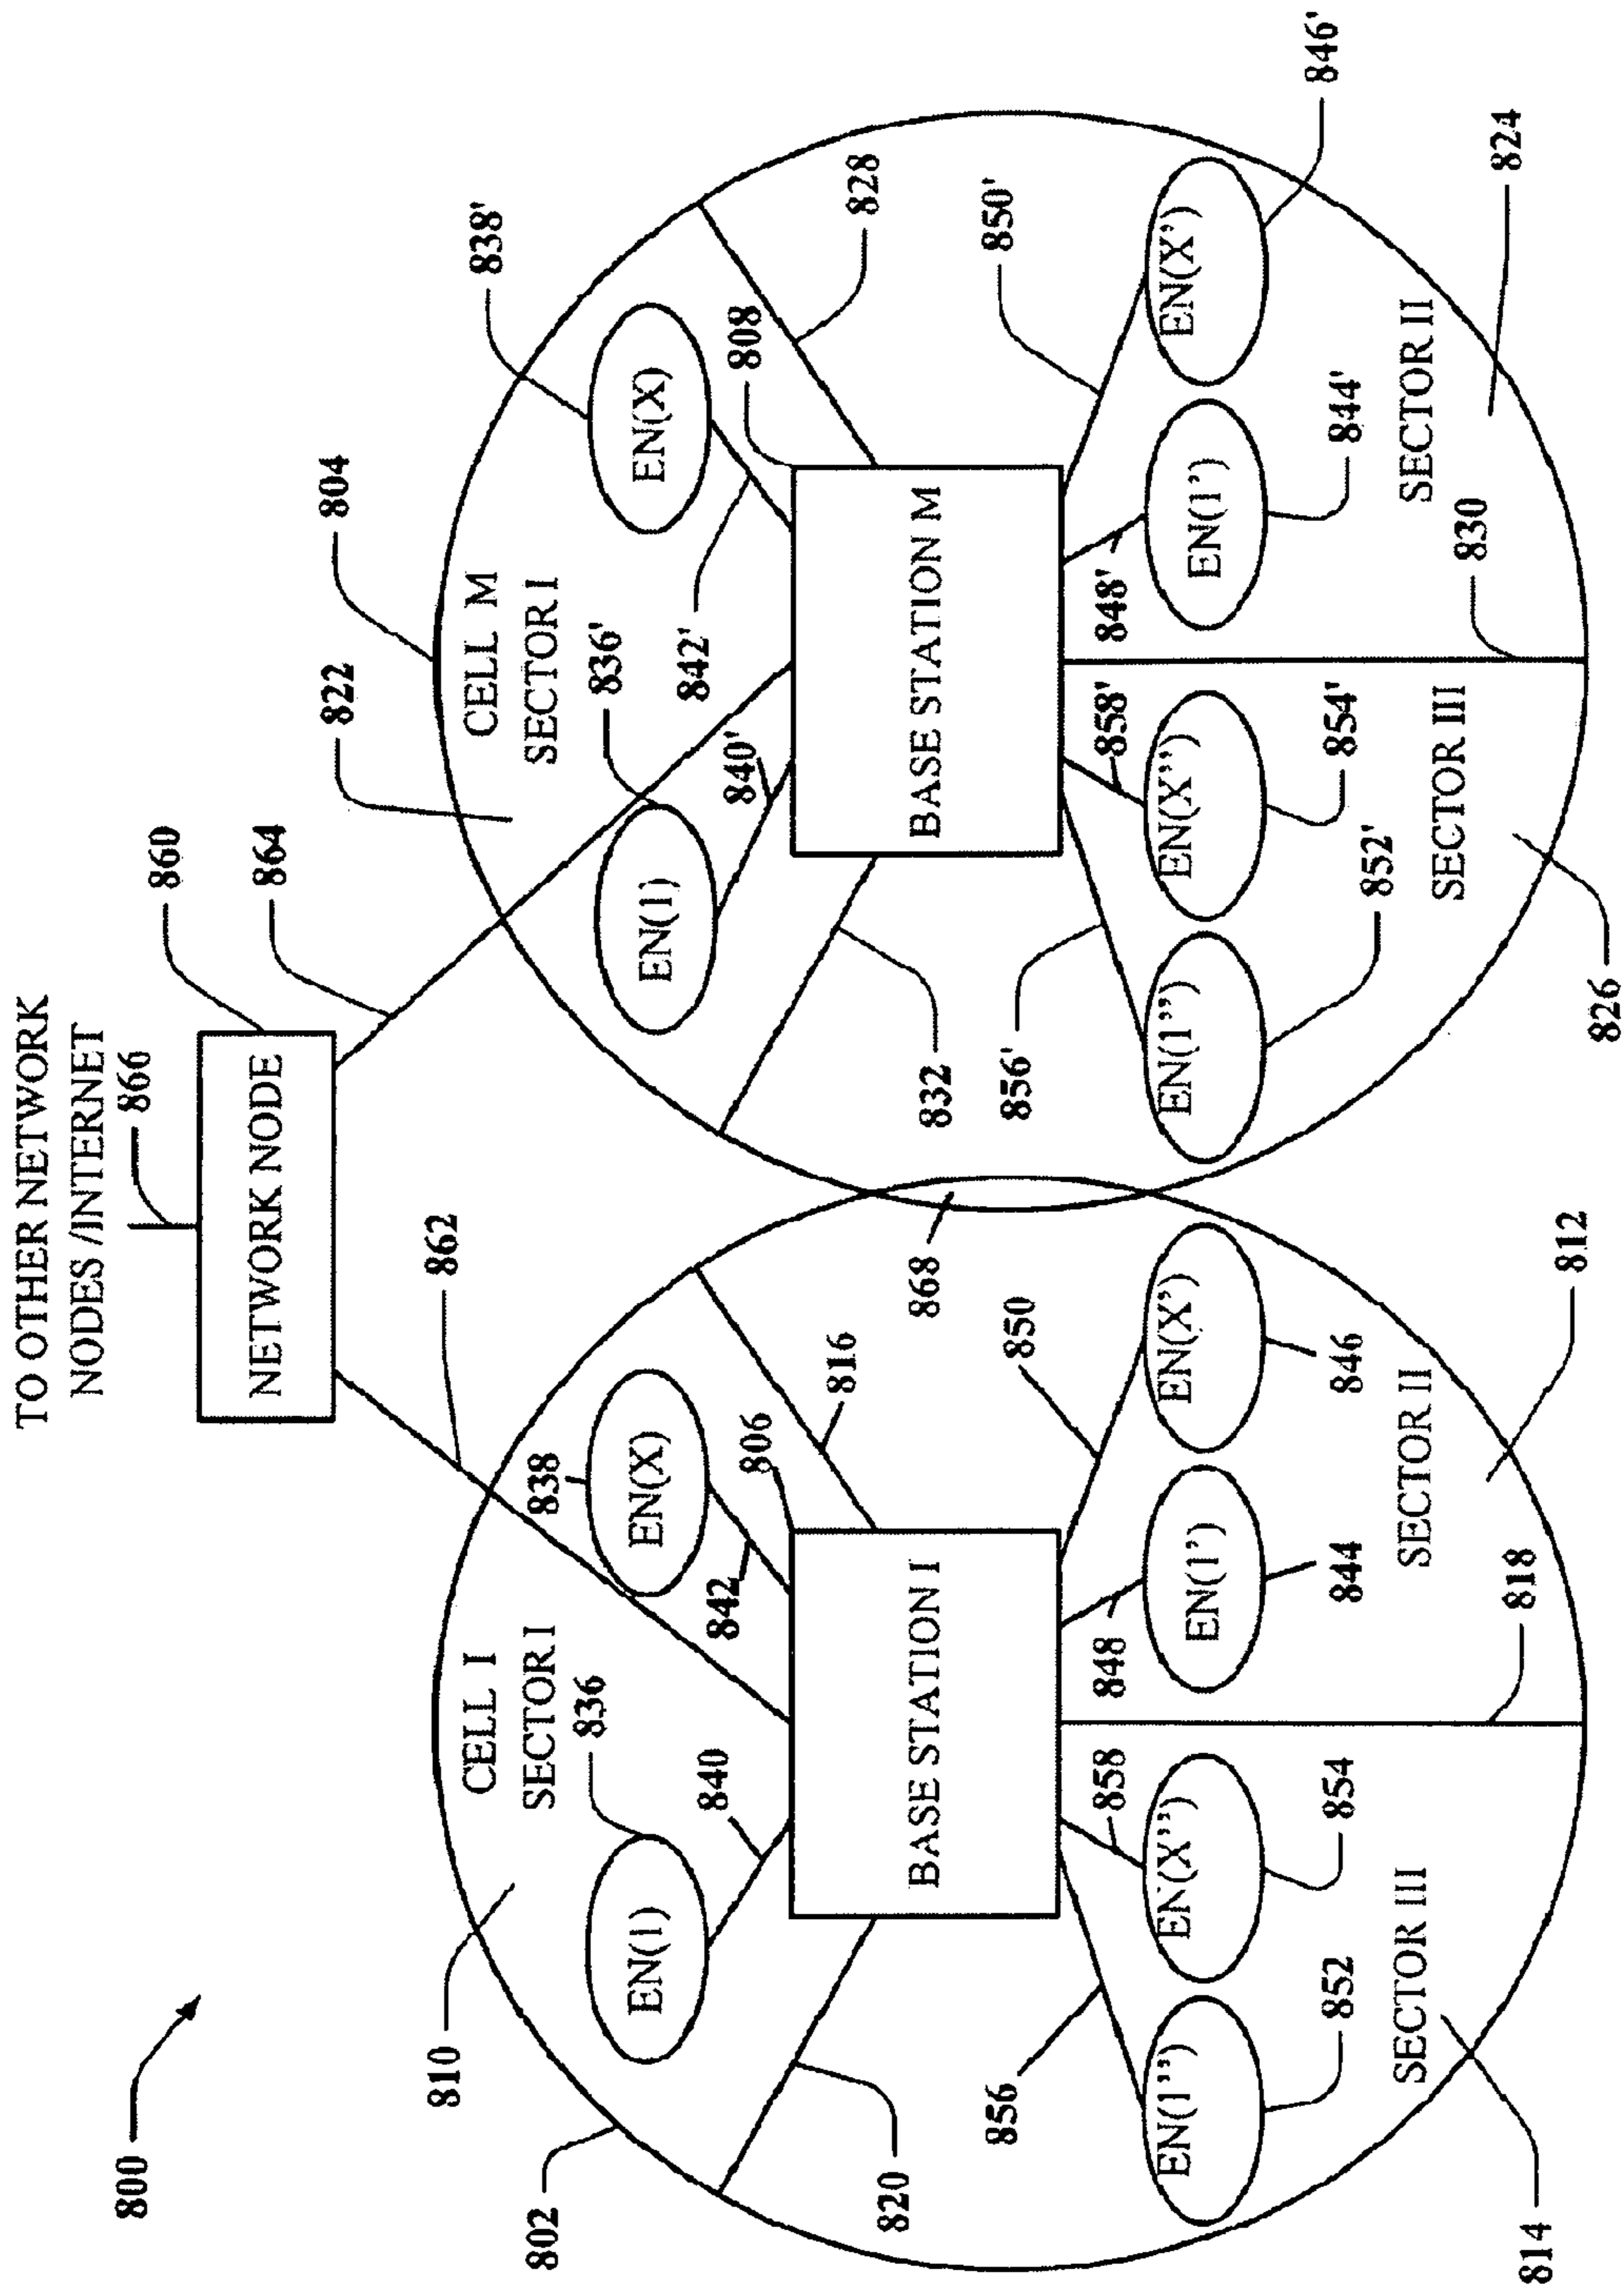 TO OTHER NETWORK
NODES /INTERNET
866
NETWORK NODE
860
864
862
800
802
810
CELL I
SECTOR I
836
EN(1)
840
838
EN(X)
842
806
816
820
BASE STATION I
856
858
848
850
EN(1'')
EN(X'')
EN(1')
EN(X')
852
854
844
846
SECTOR III
SECTOR II
814
818
812
868
804
822
CELL M
SECTOR I
836'
EN(1)
840'
838'
EN(X)
842'
808
828
832
BASE STATION M
856'
858'
848'
850'
EN(1'')
EN(X'')
EN(1')
EN(X')
852'
854'
844'
846'
SECTOR III
SECTOR II
826
830
824